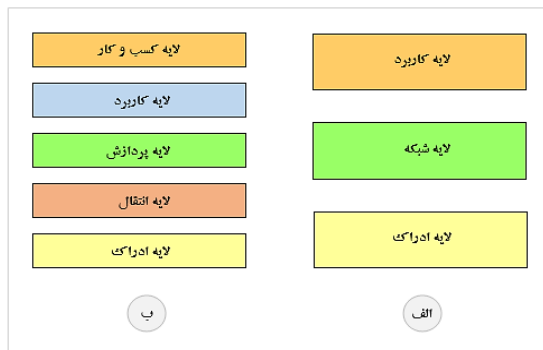 لایه کاربرد
لایه شبکه
لایه ادراک
الف
لایه کسب و کار
لایه کاربرد
لایه پردازش
لایه انتقال
لایه ادراک
ب